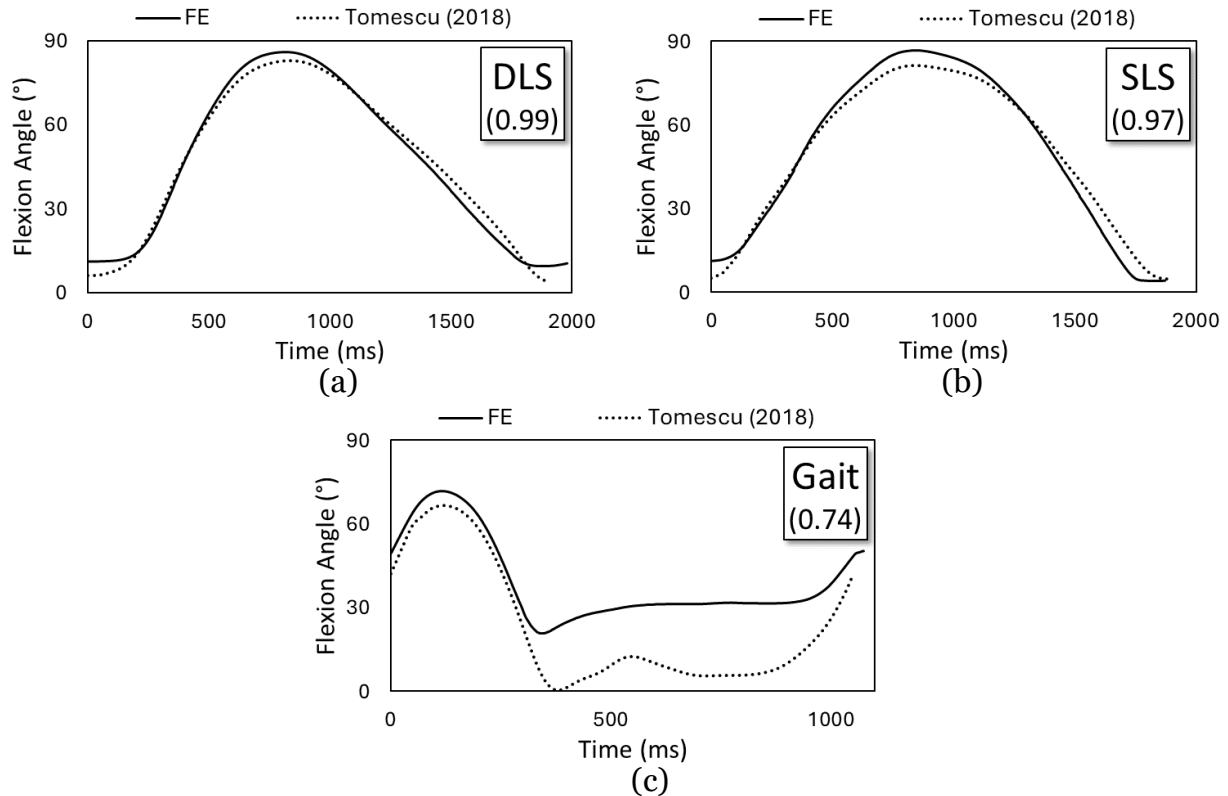 FE Tomescu (2018)
90
60
30
0
Flexion Angle (°)
DLS
(0.99)
0 500 1000 1500 2000
Time (ms)
(a)
FE Tomescu (2018)
90
60
30
0
Flexion Angle (°)
SLS
(0.97)
0 500 1000 1500 2000
Time (ms)
(b)
FE Tomescu (2018)
90
60
30
0
Flexion Angle (°)
Gait
(0.74)
0 500 1000
Time (ms)
(c)